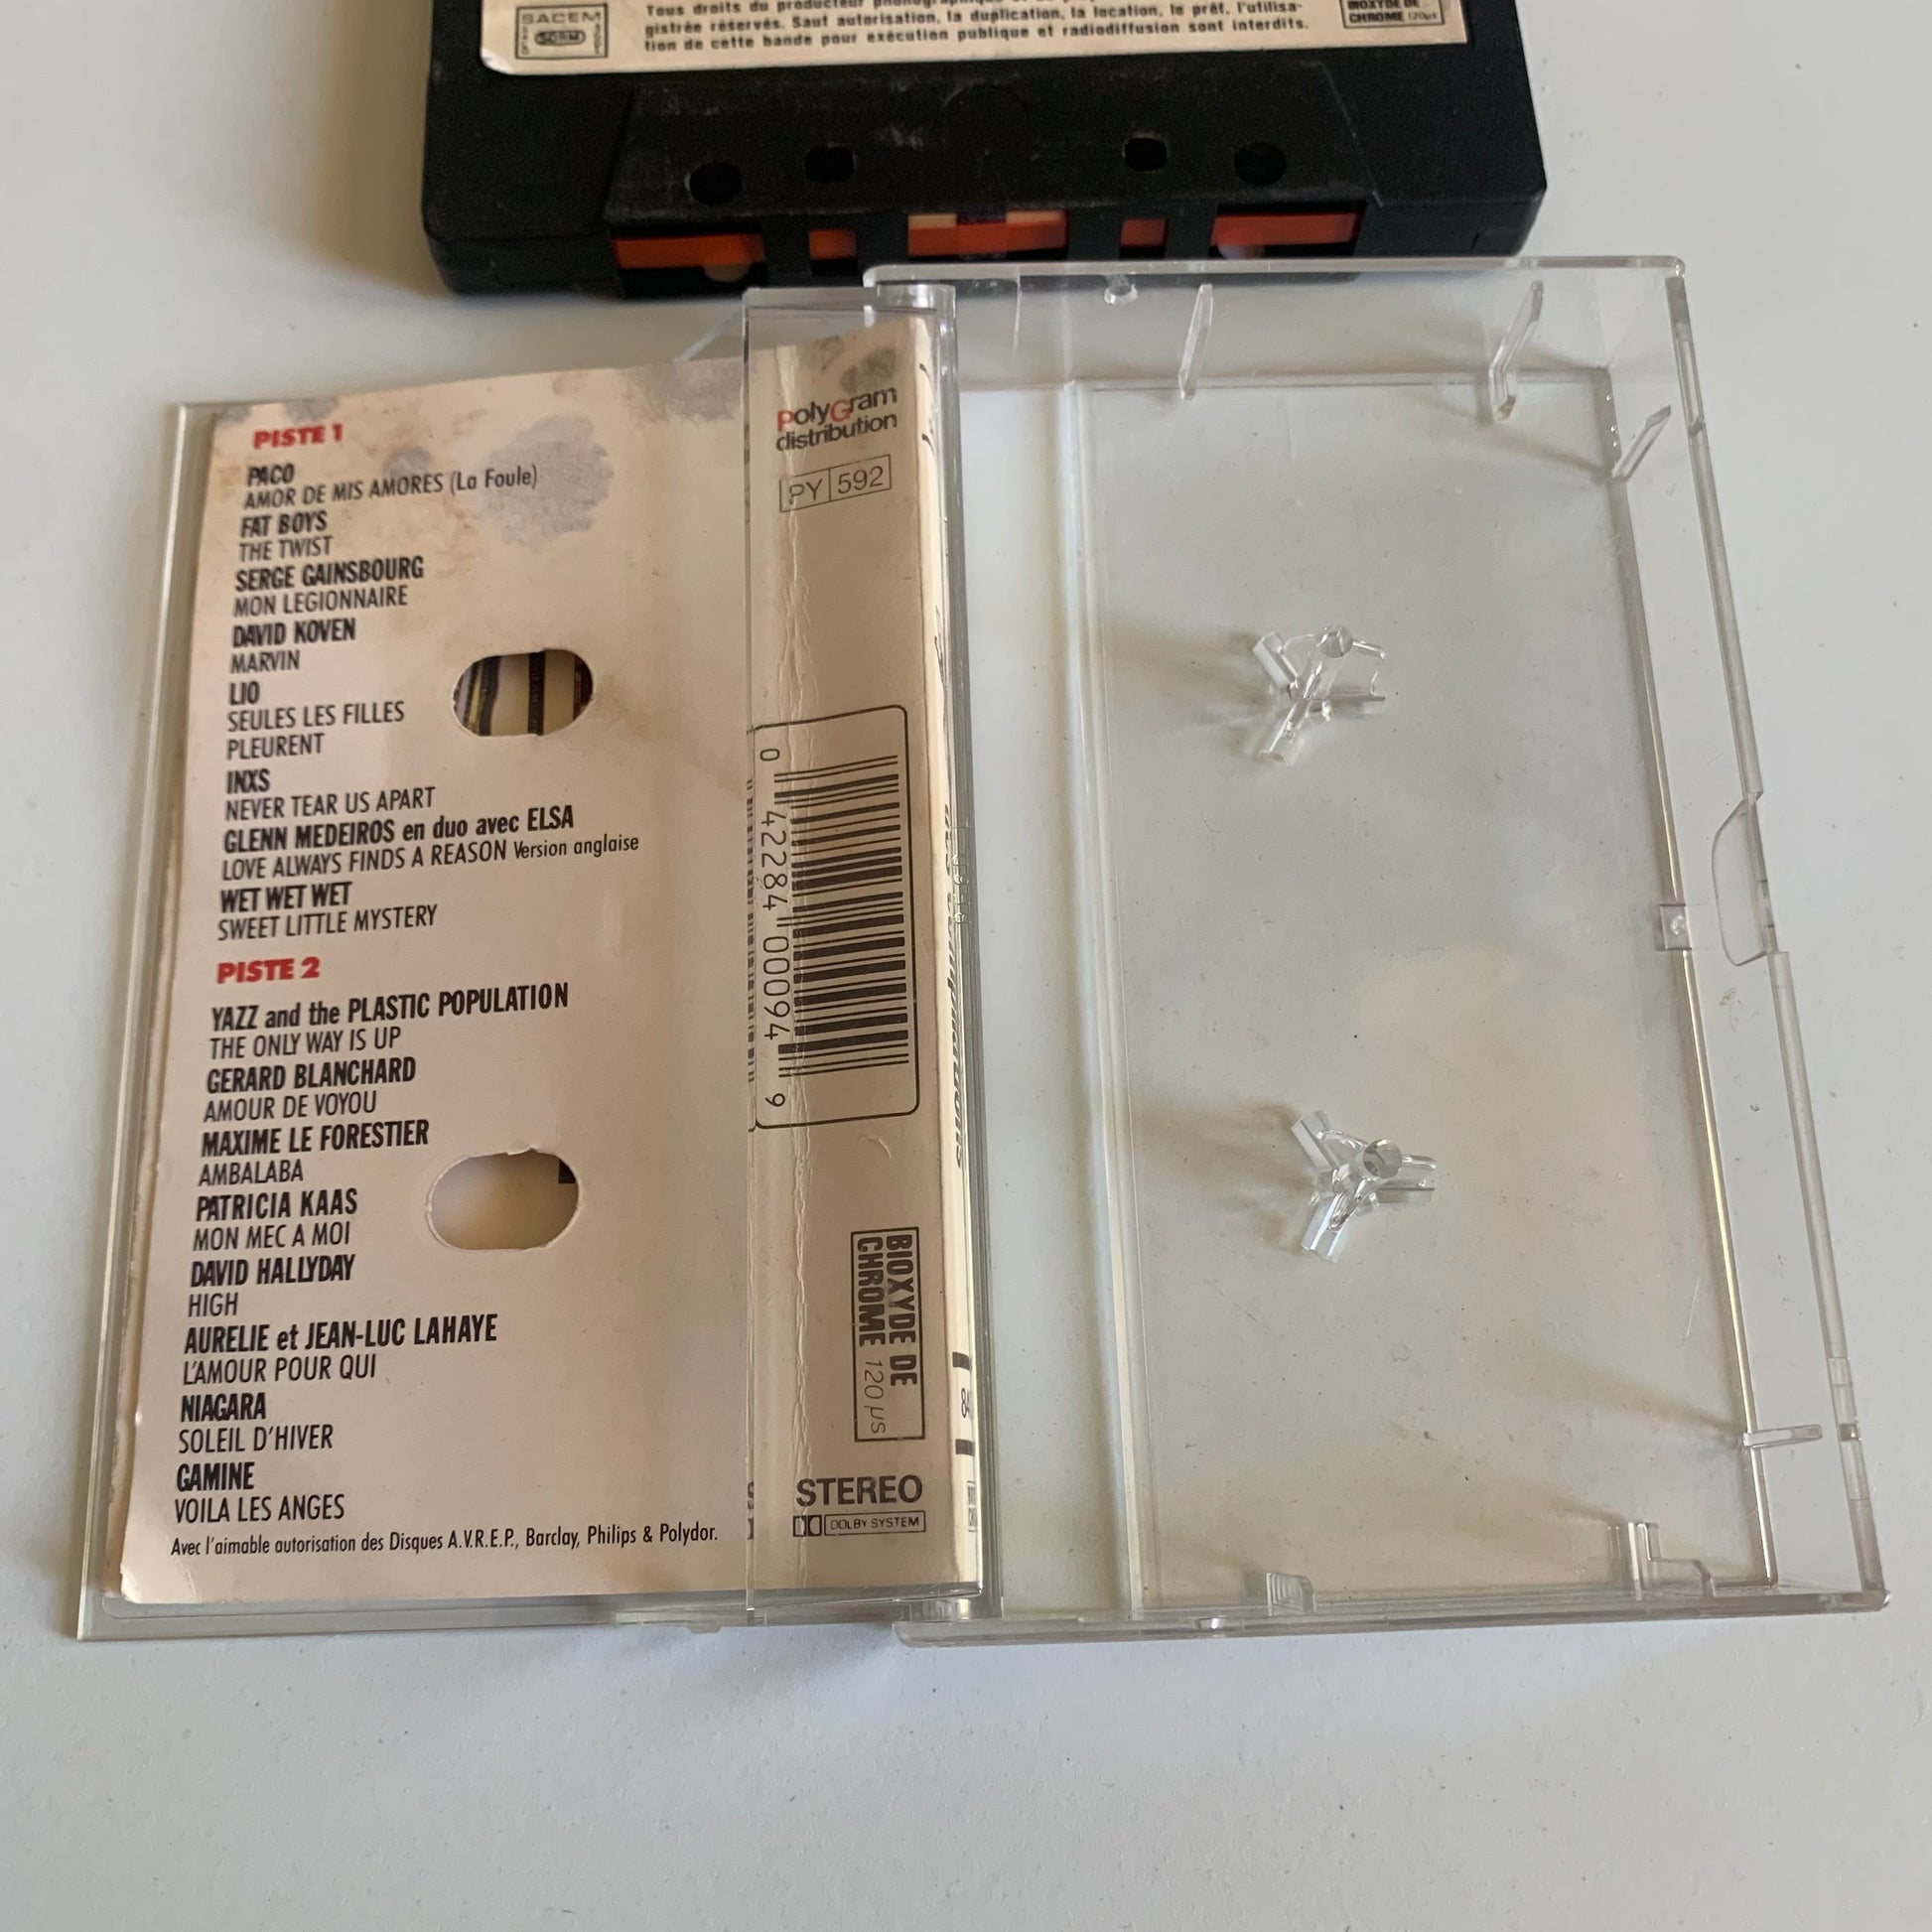 SACEM
SDRM
Tous droits du producteur
gistrée réservés. Sauf autorisation, la duplication, la location, le prêt, l'utilisa-
tion de cette bande pour exécution publique et radiodiffusion sont interdits.
BIOXYDE DE
CHROME 120µs
PISTE 1
PACO
AMOR DE MIS AMORES (La Foule)
FAT BOYS
THE TWIST
SERGE GAINSBOURG
MON LEGIONNAIRE
DAVID KOVEN
MARVIN
LIO
SEULES LES FILLES
PLEURENT
INXS
NEVER TEAR US APART
GLENN MEDEIROS en duo avec ELSA
LOVE ALWAYS FINDS A REASON Version anglaise
WET WET WET
SWEET LITTLE MYSTERY
PISTE 2
YAZZ and the PLASTIC POPULATION
THE ONLY WAY IS UP
GERARD BLANCHARD
AMOUR DE VOYOU
MAXIME LE FORESTIER
AMBALABA
PATRICIA KAAS
MON MEC A MOI
DAVID HALLYDAY
HIGH
AURELIE et JEAN-LUC LAHAYE
L'AMOUR POUR QUI
NIAGARA
SOLEIL D'HIVER
GAMINE
VOILA LES ANGES
Avec l'aimable autorisation des Disques A.V.R.E.P., Barclay, Philips & Polydor.
PolyGram
distribution
PY 592
0 42284 00094 9
BIOXYDE DE
CHROME 120 µs
STEREO
DOLBY SYSTEM